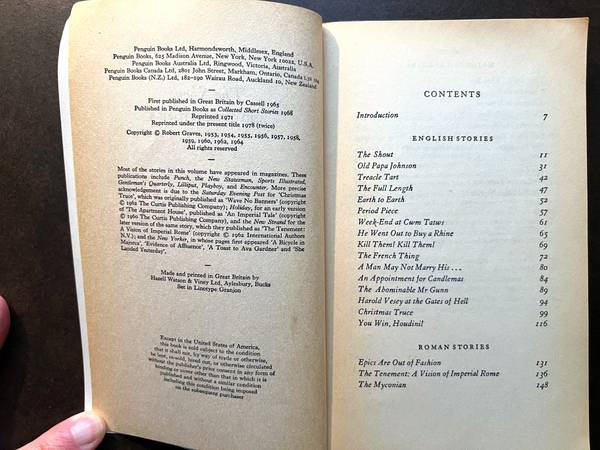 Penguin Books Ltd, Harmondsworth, Middlesex, England
Penguin Books, 625 Madison Avenue, New York, New York 10022, U.S.A.
Penguin Books Australia Ltd, Ringwood, Victoria, Australia
Penguin Books Canada Ltd, 2801 John Street, Markham, Ontario, Canada
Penguin Books (N.Z.) Ltd, 182–190 Wairau Road, Auckland 10, New Zealand
—
First published in Great Britain by Cassell 1965
Published in Penguin Books as Collected Short Stories 1968
Reprinted 1971
Reprinted under the present title 1978 (twice)
Copyright © Robert Graves, 1953, 1954, 1955, 1956, 1957, 1958,
1959, 1960, 1962, 1964
All rights reserved
—
Most of the stories in this volume have appeared in magazines. These
publications include Punch, the New Statesman, Sports Illustrated,
Gentlemen's Quarterly, Lilliput, Playboy, and Encounter. More precise
acknowledgement is due to the Saturday Evening Post for 'Christmas
Truce', which was originally published as 'Wave No Banners' (copyright
© 1962 The Curtis Publishing Company); Holiday, for an early version
of 'The Apartment House', published as 'An Imperial Tale' (copyright
© 1960 The Curtis Publishing Company), and the New Strand for the
later version of the same story, which they published as 'The Tenement:
A Vision of Imperial Rome' (copyright © 1962 International Authors
N.V.); and the New Yorker, in whose pages first appeared 'A Bicycle in
Majorca', 'Evidence of Affluence', 'A Toast to Ava Gardner' and 'She
Landed Yesterday'.
—
Made and printed in Great Britain by
Hazell Watson & Viney Ltd, Aylesbury, Bucks
Set in Linotype Granjon
Except in the United States of America,
this book is sold subject to the condition
that it shall not, by way of trade or otherwise,
be lent, re-sold, hired out, or otherwise circulated
without the publisher's prior consent in any form of
binding or cover other than that in which it is
published and without a similar condition
including this condition being imposed
on the subsequent purchaser
CONTENTS
Introduction 7
ENGLISH STORIES
The Shout 11
Old Papa Johnson 31
Treacle Tart 42
The Full Length 47
Earth to Earth 52
Period Piece 57
Week-End at Cwm Tatws 61
He Went Out to Buy a Rhine 65
Kill Them! Kill Them! 69
The French Thing 72
A Man May Not Marry His . . . 80
An Appointment for Candlemas 84
The Abominable Mr Gunn 89
Harold Vesey at the Gates of Hell 94
Christmas Truce 99
You Win, Houdini! 116
ROMAN STORIES
Epics Are Out of Fashion 131
The Tenement: A Vision of Imperial Rome 136
The Myconian 148